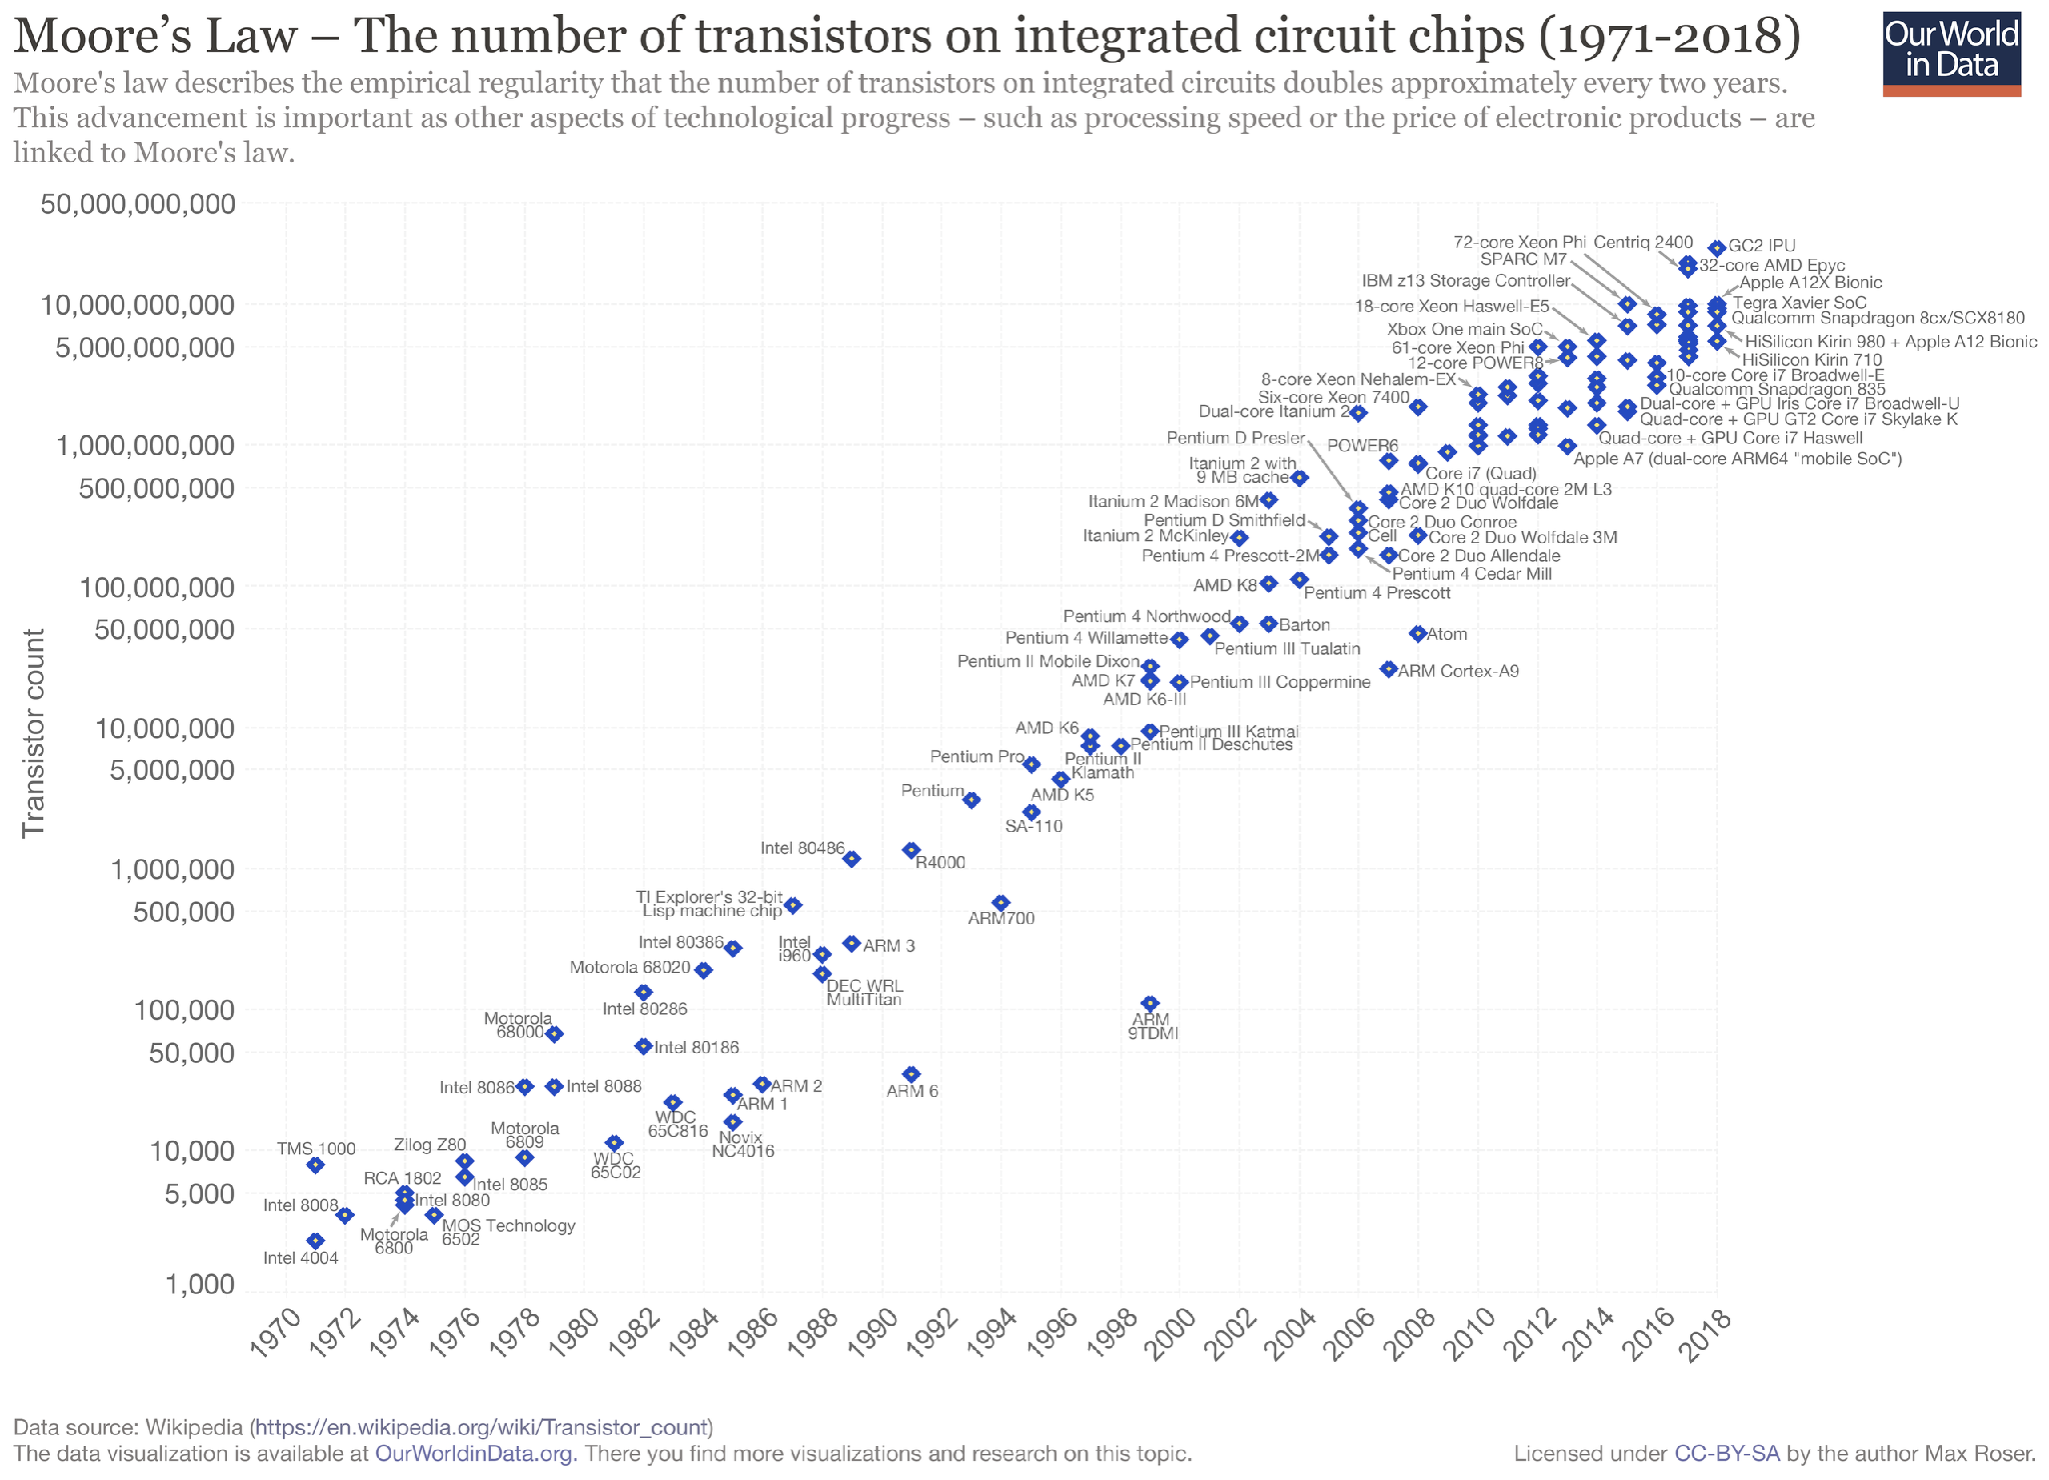 Moore's Law – The number of transistors on integrated circuit chips (1971-2018)
Our World
in Data
Moore's law describes the empirical regularity that the number of transistors on integrated circuits doubles approximately every two years.
This advancement is important as other aspects of technological progress – such as processing speed or the price of electronic products – are
linked to Moore's law.
Transistor count
50,000,000,000
10,000,000,000
5,000,000,000
1,000,000,000
500,000,000
100,000,000
50,000,000
10,000,000
5,000,000
1,000,000
500,000
100,000
50,000
10,000
5,000
1,000
72-core Xeon Phi
Centriq 2400
GC2 IPU
SPARC M7
32-core AMD Epyc
IBM z13 Storage Controller
Apple A12X Bionic
18-core Xeon Haswell-E5
Tegra Xavier SoC
Xbox One main SoC
Qualcomm Snapdragon 8cx/SCX8180
61-core Xeon Phi
HiSilicon Kirin 980 + Apple A12 Bionic
12-core POWER8
HiSilicon Kirin 710
8-core Xeon Nehalem-EX
10-core Core i7 Broadwell-E
Six-core Xeon 7400
Qualcomm Snapdragon 835
Dual-core Itanium 2
Dual-core + GPU Iris Core i7 Broadwell-U
Quad-core + GPU GT2 Core i7 Skylake K
Pentium D Presler
POWER6
Quad-core + GPU Core i7 Haswell
Apple A7 (dual-core ARM64 "mobile SoC")
Itanium 2 with
9 MB cache
Core i7 (Quad)
AMD K10 quad-core 2M L3
Itanium 2 Madison 6M
Core 2 Duo Wolfdale
Pentium D Smithfield
Core 2 Duo Conroe
Itanium 2 McKinley
Cell
Core 2 Duo Wolfdale 3M
Pentium 4 Prescott-2M
Core 2 Duo Allendale
Pentium 4 Cedar Mill
AMD K8
Pentium 4 Prescott
Pentium 4 Northwood
Barton
Pentium 4 Willamette
Atom
Pentium III Tualatin
Pentium II Mobile Dixon
ARM Cortex-A9
AMD K7
Pentium III Coppermine
AMD K6-III
AMD K6
Pentium III Katmai
Pentium II Deschutes
Pentium Pro
Pentium II
Klamath
Pentium
AMD K5
SA-110
Intel 80486
R4000
TI Explorer's 32-bit
Lisp machine chip
ARM700
Intel 80386
Intel
i960
ARM 3
Motorola 68020
DEC WRL
MultiTitan
Intel 80286
Motorola
68000
ARM
9TDMI
Intel 80186
Intel 8086
Intel 8088
ARM 2
ARM 6
ARM 1
WDC
65C816
Motorola
6809
Novix
NC4016
TMS 1000
Zilog Z80
WDC
65C02
RCA 1802
Intel 8085
Intel 8008
Intel 8080
Motorola
6800
MOS Technology
6502
Intel 4004
1970
1972
1974
1976
1978
1980
1982
1984
1986
1988
1990
1992
1994
1996
1998
2000
2002
2004
2006
2008
2010
2012
2014
2016
2018
Data source: Wikipedia (https://en.wikipedia.org/wiki/Transistor_count)
The data visualization is available at OurWorldinData.org. There you find more visualizations and research on this topic.
Licensed under CC-BY-SA by the author Max Roser.